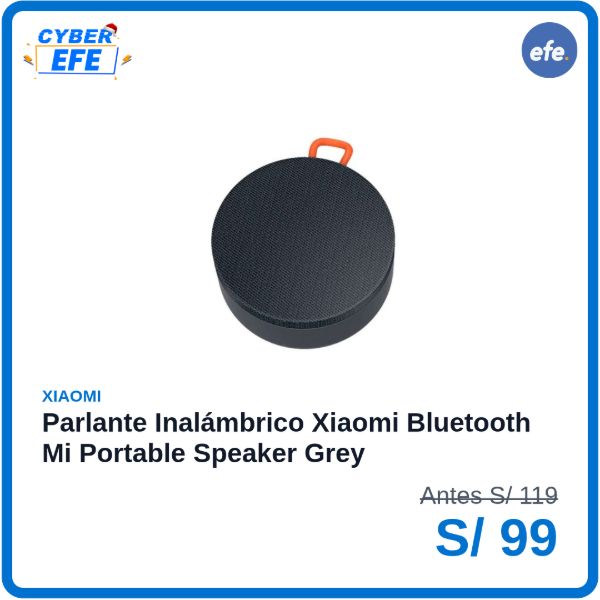 CYBER
EFE
efe.
XIAOMI
Parlante Inalámbrico Xiaomi Bluetooth
Mi Portable Speaker Grey
Antes S/ 119
S/ 99